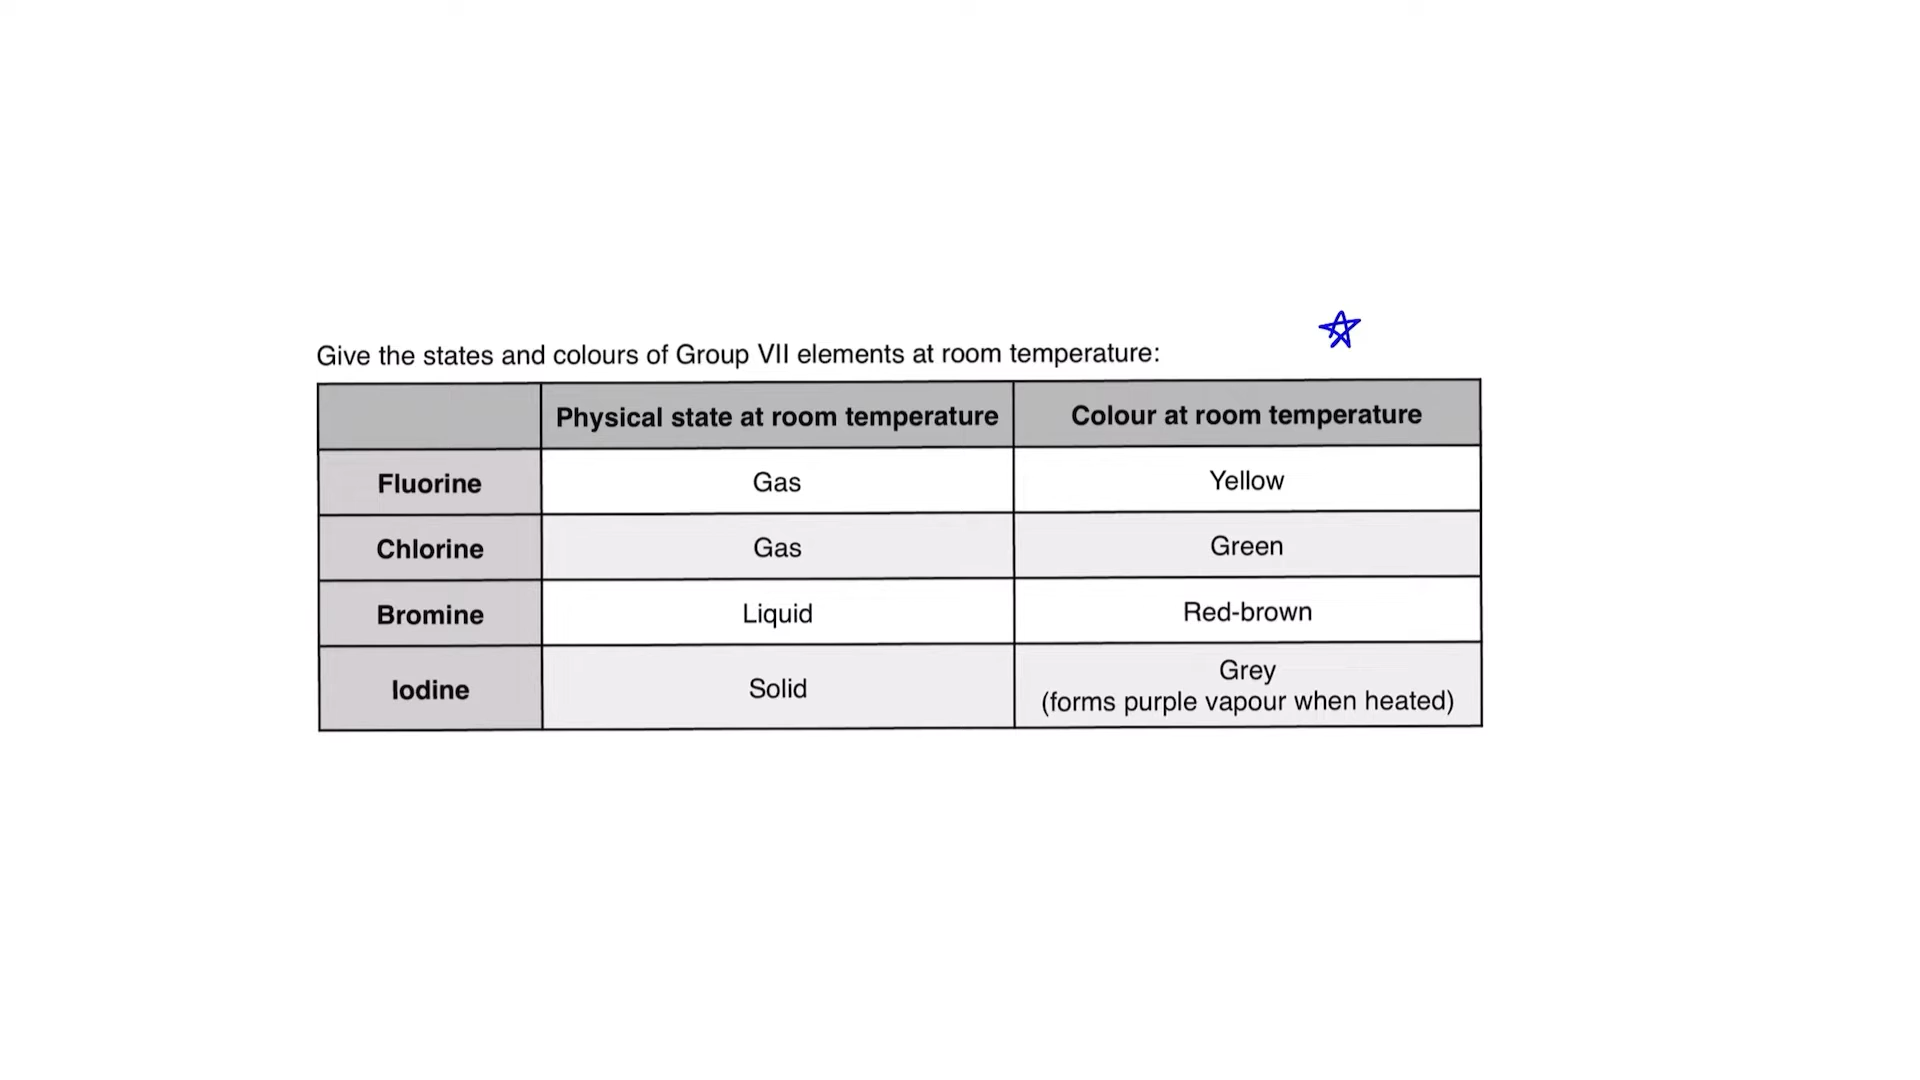 Give the states and colours of Group VII elements at room temperature:
Physical state at room temperature Colour at room temperature
Fluorine Gas Yellow
Chlorine Gas Green
Bromine Liquid Red-brown
Iodine Solid Grey
(forms purple vapour when heated)